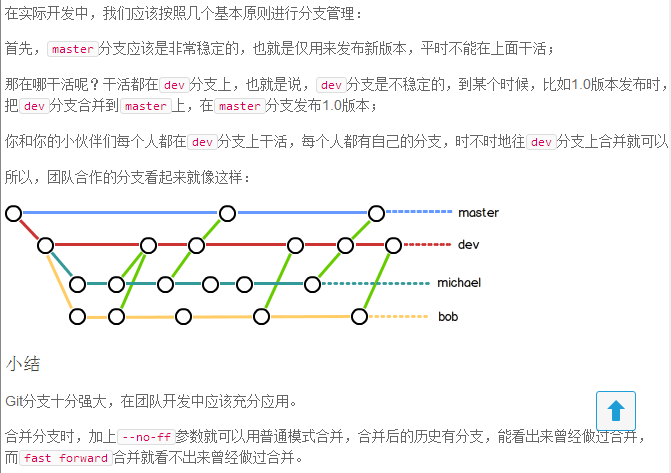 在实际开发中，我们应该按照几个基本原则进行分支管理：
首先，master分支应该是非常稳定的，也就是仅用来发布新版本，平时不能在上面干活；
那在哪干活呢？干活都在dev分支上，也就是说，dev分支是不稳定的，到某个时候，比如1.0版本发布时，
把dev分支合并到master上，在master分支发布1.0版本；
你和你的小伙伴们每个人都在dev分支上干活，每个人都有自己的分支，时不时地往dev分支上合并就可以
所以，团队合作的分支看起来就像这样：
master
dev
michael
bob
小结
Git分支十分强大，在团队开发中应该充分应用。
合并分支时，加上--no-ff参数就可以用普通模式合并，合并后的历史有分支，能看出来曾经做过合并，
而fast forward合并就看不出来曾经做过合并。